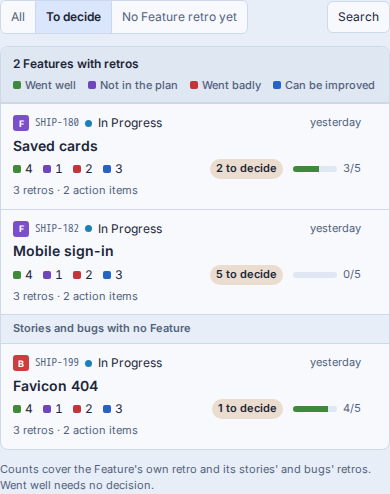 All To decide No Feature retro yet Search
2 Features with retros
Went well Not in the plan Went badly Can be improved
F SHIP-180 In Progress yesterday
Saved cards
4 1 2 3 2 to decide 3/5
3 retros · 2 action items
F SHIP-182 In Progress yesterday
Mobile sign-in
4 1 2 3 5 to decide 0/5
3 retros · 2 action items
Stories and bugs with no Feature
B SHIP-199 In Progress yesterday
Favicon 404
4 1 2 3 1 to decide 4/5
3 retros · 2 action items
Counts cover the Feature's own retro and its stories' and bugs' retros.
Went well needs no decision.